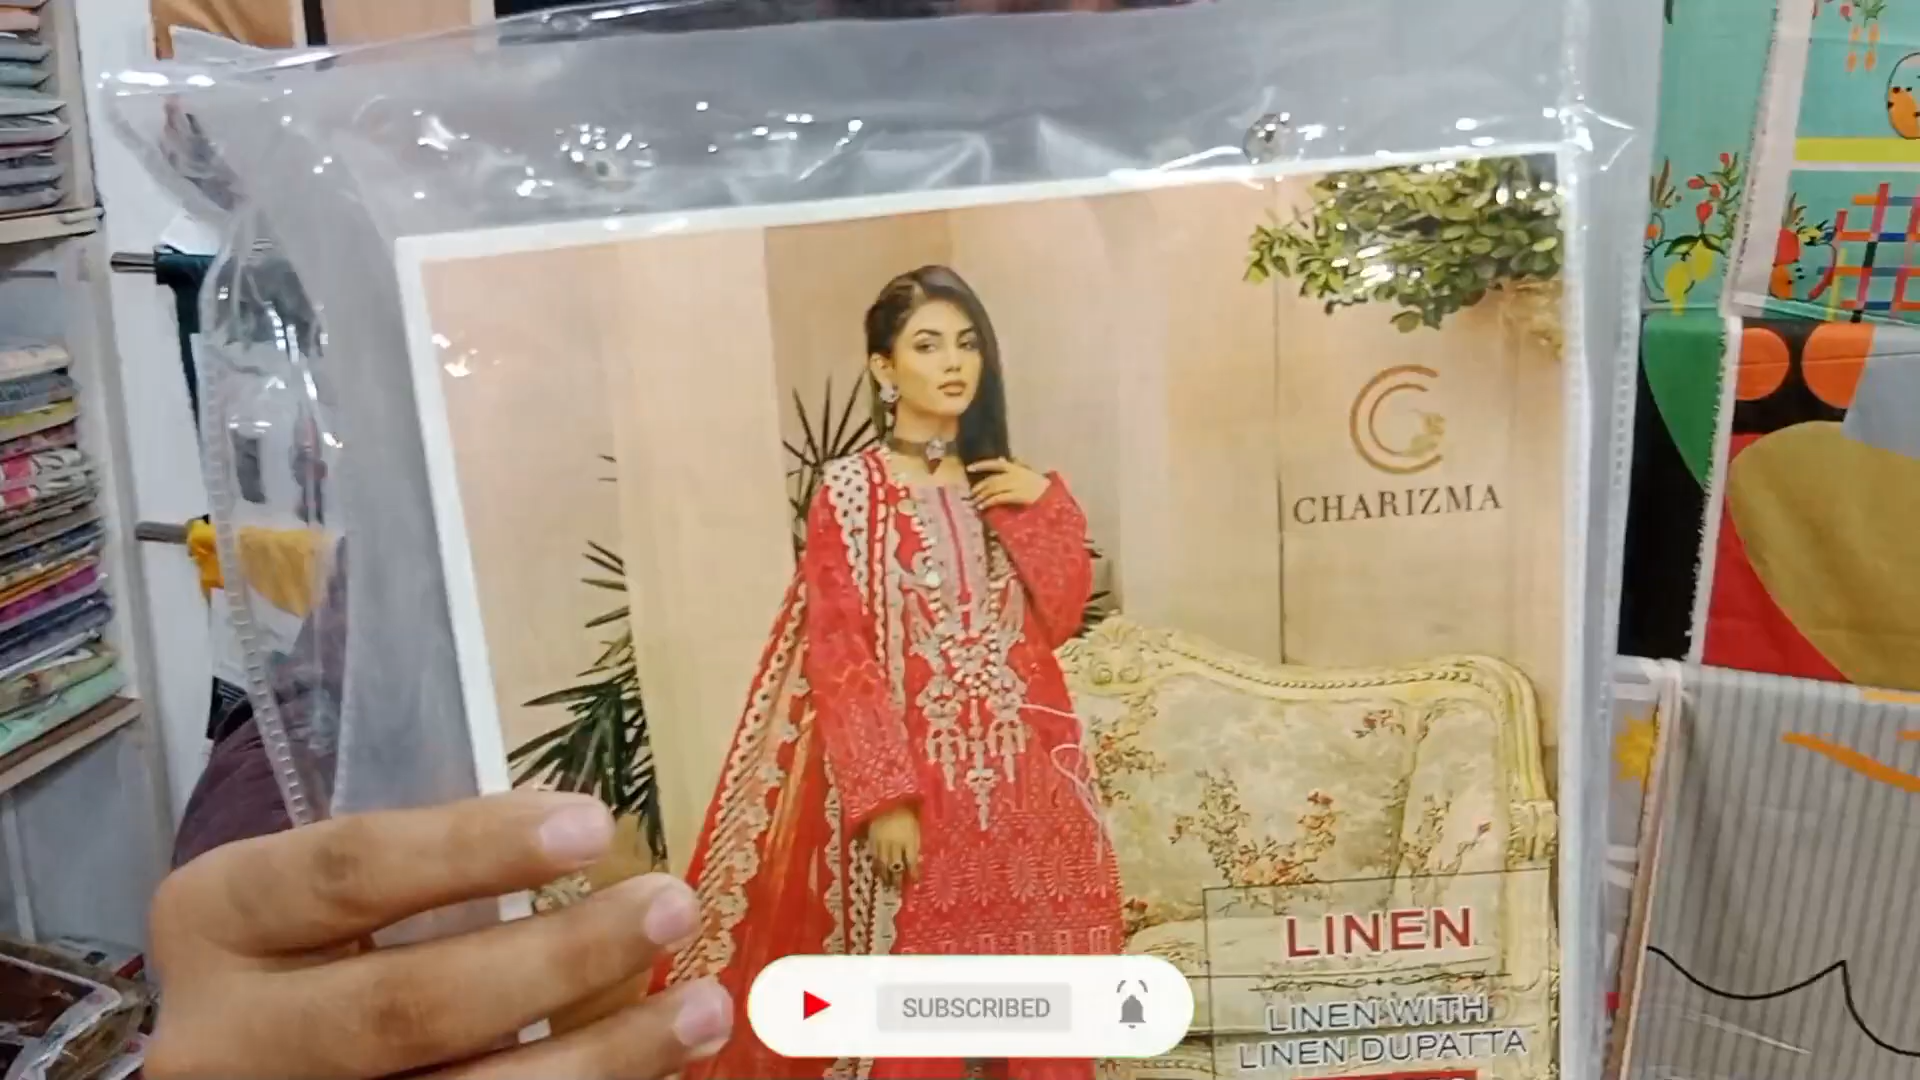 CHARIZMA
LINEN
LINEN WITH
LINEN DUPATTA
SUBSCRIBED